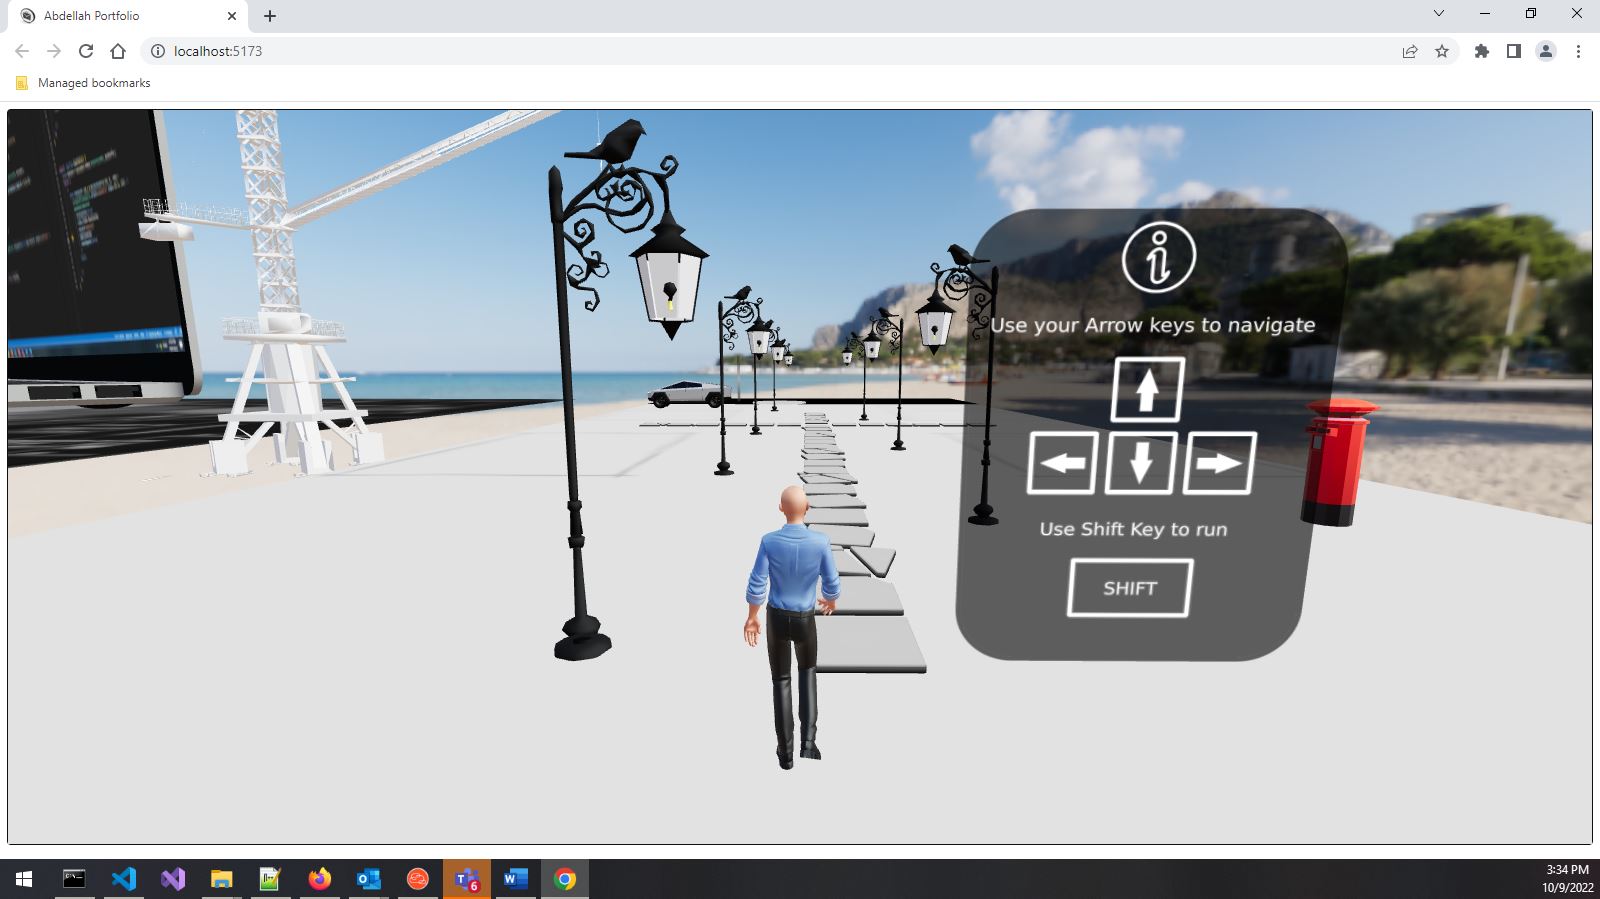 Abdellah Portfolio
localhost:5173
Managed bookmarks
Use your Arrow keys to navigate
Use Shift Key to run
SHIFT
6
3:34 PM
10/9/2022